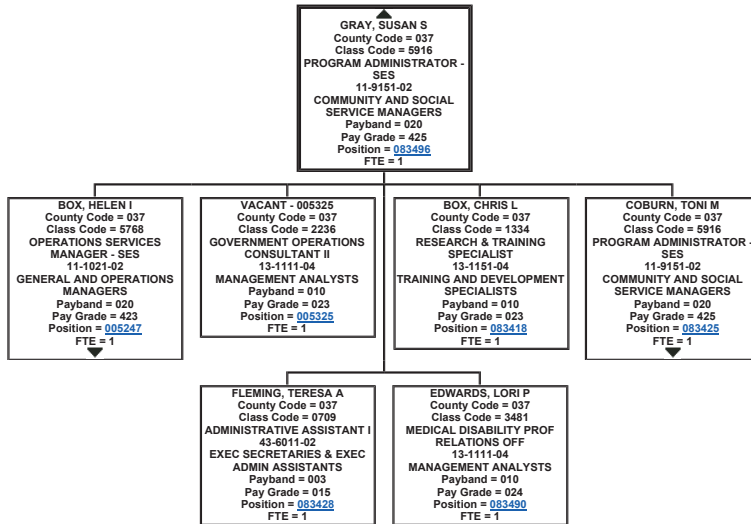 GRAY, SUSAN S
County Code = 037
Class Code = 5916
PROGRAM ADMINISTRATOR -
SES
11-9151-02
COMMUNITY AND SOCIAL
SERVICE MANAGERS
Payband = 020
Pay Grade = 425
Position = 083496
FTE = 1
BOX, HELEN I
County Code = 037
Class Code = 5768
OPERATIONS SERVICES
MANAGER - SES
11-1021-02
GENERAL AND OPERATIONS
MANAGERS
Payband = 020
Pay Grade = 423
Position = 005247
FTE = 1
VACANT - 005325
County Code = 037
Class Code = 2236
GOVERNMENT OPERATIONS
CONSULTANT II
13-1111-04
MANAGEMENT ANALYSTS
Payband = 010
Pay Grade = 023
Position = 005325
FTE = 1
BOX, CHRIS L
County Code = 037
Class Code = 1334
RESEARCH & TRAINING
SPECIALIST
13-1151-04
TRAINING AND DEVELOPMENT
SPECIALISTS
Payband = 010
Pay Grade = 023
Position = 083418
FTE = 1
COBURN, TONI M
County Code = 037
Class Code = 5916
PROGRAM ADMINISTRATOR -
SES
11-9151-02
COMMUNITY AND SOCIAL
SERVICE MANAGERS
Payband = 020
Pay Grade = 425
Position = 083425
FTE = 1
FLEMING, TERESA A
County Code = 037
Class Code = 0709
ADMINISTRATIVE ASSISTANT I
43-6011-02
EXEC SECRETARIES & EXEC
ADMIN ASSISTANTS
Payband = 003
Pay Grade = 015
Position = 083428
FTE = 1
EDWARDS, LORI P
County Code = 037
Class Code = 3481
MEDICAL DISABILITY PROF
RELATIONS OFF
13-1111-04
MANAGEMENT ANALYSTS
Payband = 010
Pay Grade = 024
Position = 083490
FTE = 1